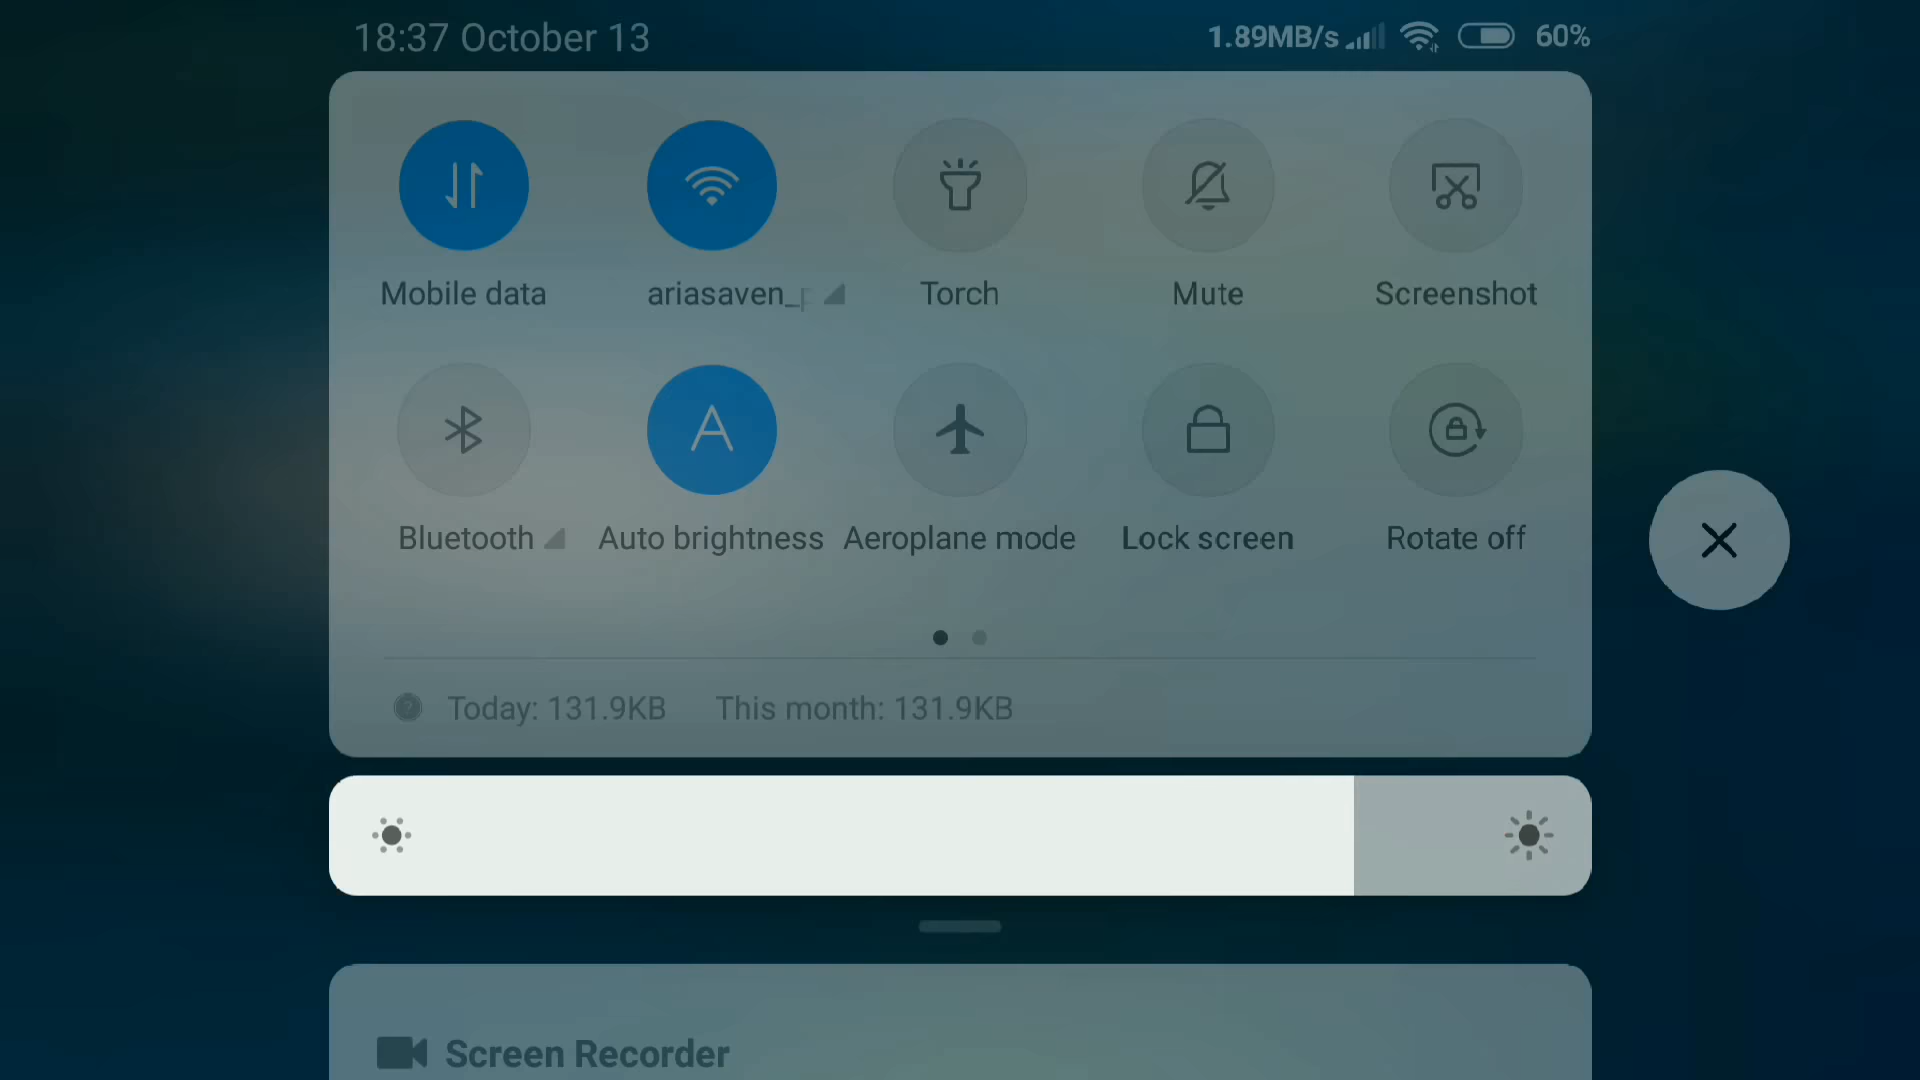 18:37 October 13
1.89MB/s 60%
Mobile data
ariasaven_p
Torch
Mute
Screenshot
Bluetooth
Auto brightness
Aeroplane mode
Lock screen
Rotate off
Today: 131.9KB This month: 131.9KB
Screen Recorder